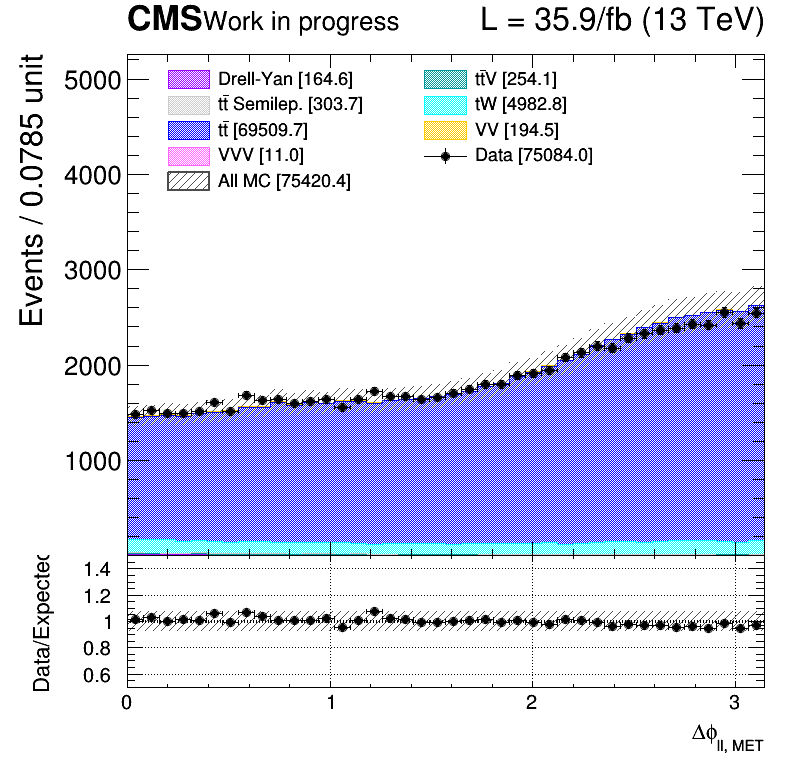 CMS Work in progress L = 35.9/fb (13 TeV)
Events / 0.0785 unit
5000
4000
3000
2000
1000
Drell-Yan [164.6]
tt̄ Semilep. [303.7]
tt̄ [69509.7]
VVV [11.0]
All MC [75420.4]
tt̄V [254.1]
tW [4982.8]
VV [194.5]
Data [75084.0]
Data/Expected
1.4
1.2
1
0.8
0.6
0 1 2 3
Δϕll, MET